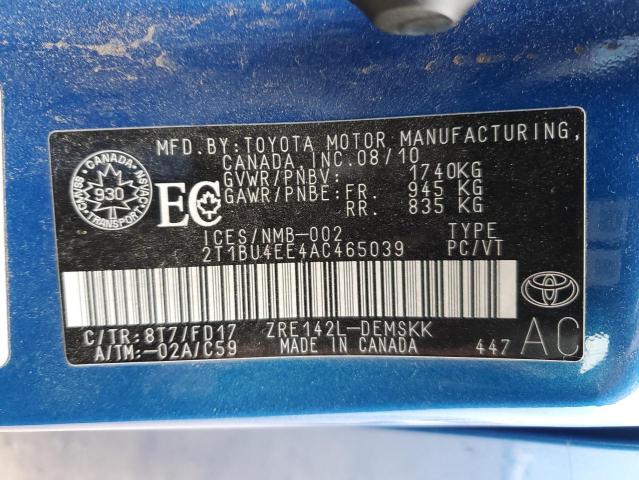 MFD.BY:TOYOTA MOTOR MANUFACTURING,
CANADA, INC.08/10
GVWR/PNBV: 1740KG
GAWR/PNBE:FR. 945 KG
RR. 835 KG
CANADA
930
TRANSPORT
CMVSS
NSVAC
EC
ICES/NMB-002 TYPE
2T1BU4EE4AC465039 PC/VT
C/TR:8T7/FD17 ZRE142L-DEMSKK
A/TM:-02A/C59 MADE IN CANADA 447 AC